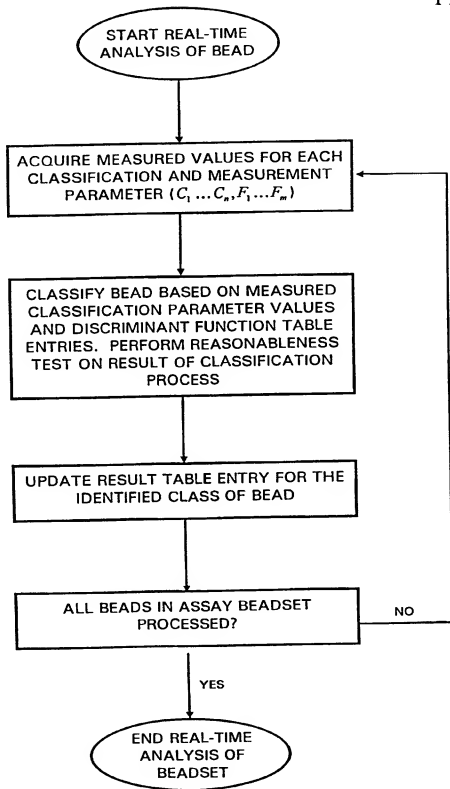 START REAL-TIME
ANALYSIS OF BEAD
ACQUIRE MEASURED VALUES FOR EACH
CLASSIFICATION AND MEASUREMENT
PARAMETER (C₁ ... Cₙ, F₁ ... Fₘ)
CLASSIFY BEAD BASED ON MEASURED
CLASSIFICATION PARAMETER VALUES
AND DISCRIMINANT FUNCTION TABLE
ENTRIES. PERFORM REASONABLENESS
TEST ON RESULT OF CLASSIFICATION
PROCESS
UPDATE RESULT TABLE ENTRY FOR THE
IDENTIFIED CLASS OF BEAD
ALL BEADS IN ASSAY BEADSET
PROCESSED?
NO
YES
END REAL-TIME
ANALYSIS OF
BEADSET